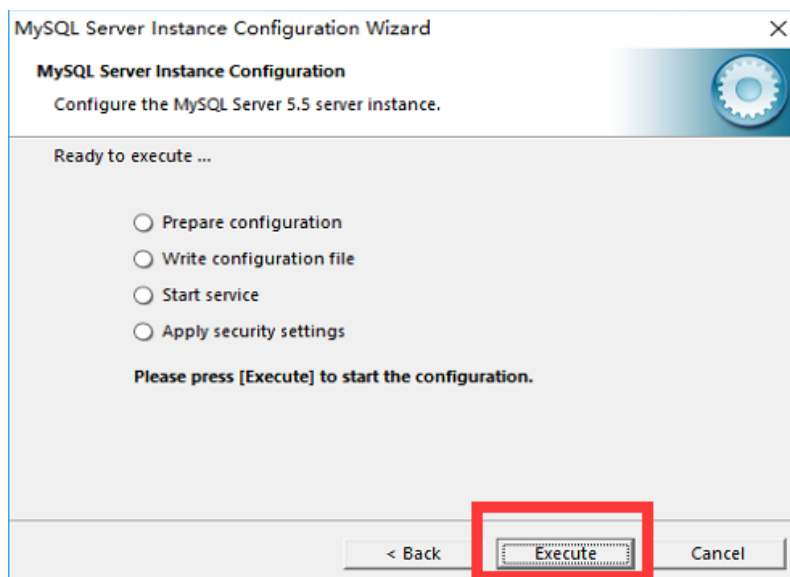 MySQL Server Instance Configuration Wizard
MySQL Server Instance Configuration
Configure the MySQL Server 5.5 server instance.
Ready to execute ...
Prepare configuration
Write configuration file
Start service
Apply security settings
Please press [Execute] to start the configuration.
< Back Execute Cancel